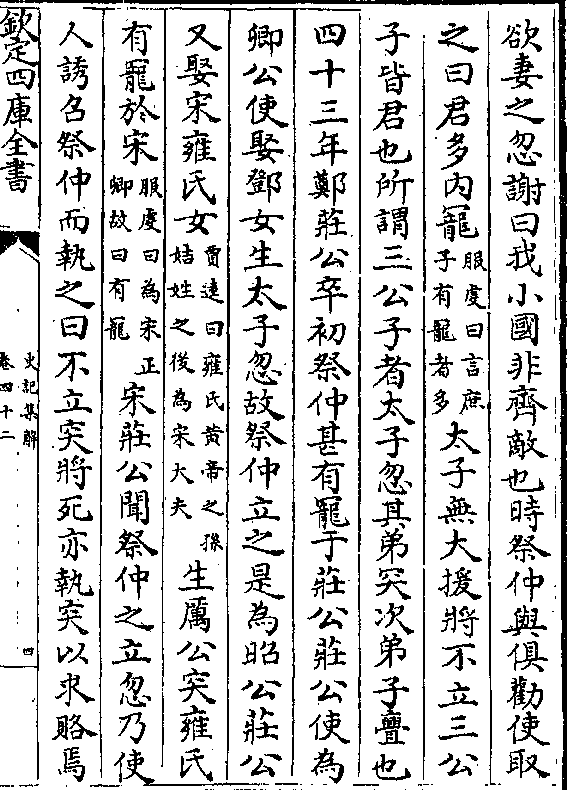 欲妻之忽謝曰我小國非齊敵也時祭仲與俱勸使取
之曰君多内寵服虔曰言庶子有寵者多太子無大援將不立三公
子皆君也所謂三公子者太子忽其弟突次弟子亹也
四十三年鄭莊公卒初祭仲甚有寵于莊公莊公使為
卿公使娶鄧女生太子忽故祭仲立之是為昭公莊公
又娶宋雍氏女賈逵曰雍氏黄帝之孫姞姓之後為宋大夫生厲公突雍氏
有寵於宋服虔曰為宋正卿故曰有寵宋莊公聞祭仲之立忽乃使
人誘召祭仲而執之曰不立突將死亦執突以求賂焉
欽定四庫全書
史記集解
卷四十二
四